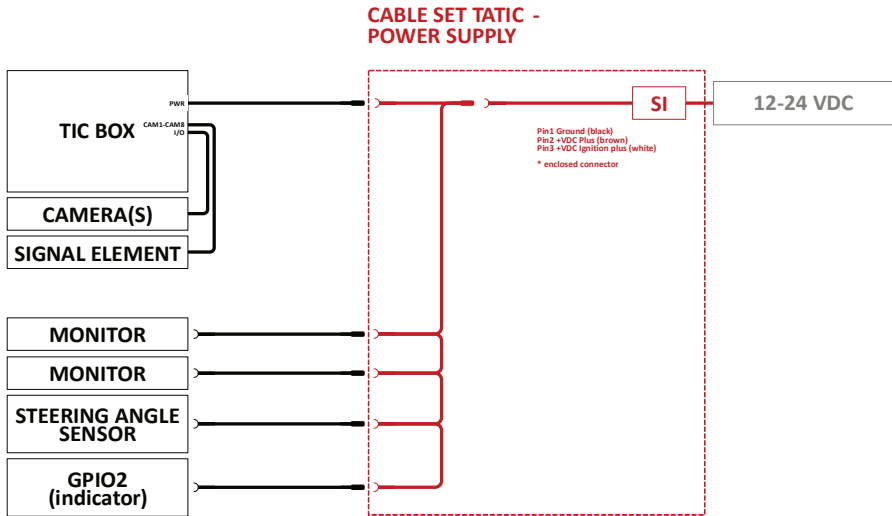 CABLE SET TATIC -
POWER SUPPLY
PWR
TIC BOX
CAM1-CAM8
I/O
SI
12-24 VDC
Pin1 Ground (black)
Pin2 +VDC Plus (brown)
Pin3 +VDC Ignition plus (white)
* enclosed connector
CAMERA(S)
SIGNAL ELEMENT
MONITOR
MONITOR
STEERING ANGLE
SENSOR
GPIO2
(indicator)